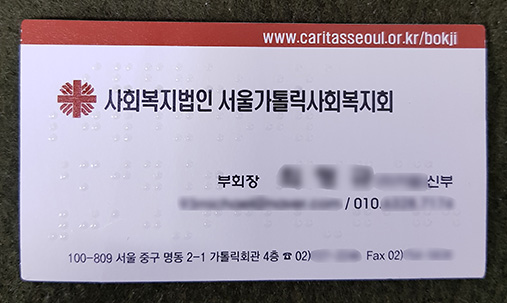 www.caritasseoul.or.kr/bokji
사회복지법인 서울가톨릭사회복지회
부회장 신부
/ 010
100-809 서울 중구 명동 2-1 가톨릭회관 4층 ☎ 02) Fax 02)